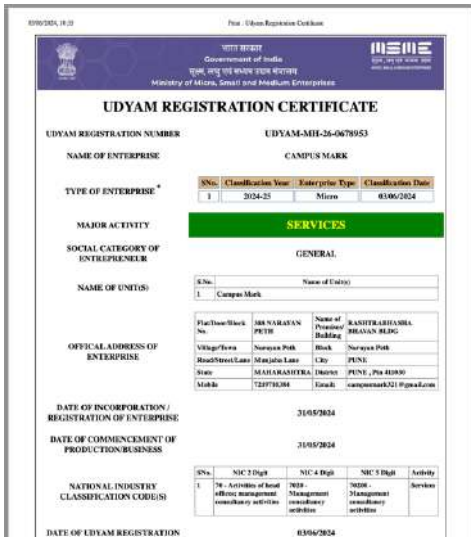 03/06/2024, 10:23
Print : Udyam Registration Certificate
भारत सरकार
Government of India
सूक्ष्म, लघु एवं मध्यम उद्यम मंत्रालय
Ministry of Micro, Small and Medium Enterprises
UDYAM REGISTRATION CERTIFICATE
UDYAM REGISTRATION NUMBER UDYAM-MH-26-0678953
NAME OF ENTERPRISE CAMPUS MARK
TYPE OF ENTERPRISE *
SNo. Classification Year Enterprise Type Classification Date
1 2024-25 Micro 03/06/2024
MAJOR ACTIVITY SERVICES
SOCIAL CATEGORY OF ENTREPRENEUR GENERAL
NAME OF UNIT(S)
S.No. Name of Unit(s)
1 Campus Mark
OFFICAL ADDRESS OF ENTERPRISE
Flat/Door/Block No. 388 NARAYAN PETH Name of Premises/ Building RASHTRABHASHA BHAVAN BLDG
Village/Town Narayan Peth Block Narayan Peth
Road/Street/Lane Munjaba Lane City PUNE
State MAHARASHTRA District PUNE , Pin 411030
Mobile 7249710384 Email: campusmark321@gmail.com
DATE OF INCORPORATION / REGISTRATION OF ENTERPRISE 31/05/2024
DATE OF COMMENCEMENT OF PRODUCTION/BUSINESS 31/05/2024
NATIONAL INDUSTRY CLASSIFICATION CODE(S)
SNo. NIC 2 Digit NIC 4 Digit NIC 5 Digit Activity
1 70 - Activities of head offices; management consultancy activities 7020 - Management consultancy activities 70200 - Management consultancy activities Services
DATE OF UDYAM REGISTRATION 03/06/2024